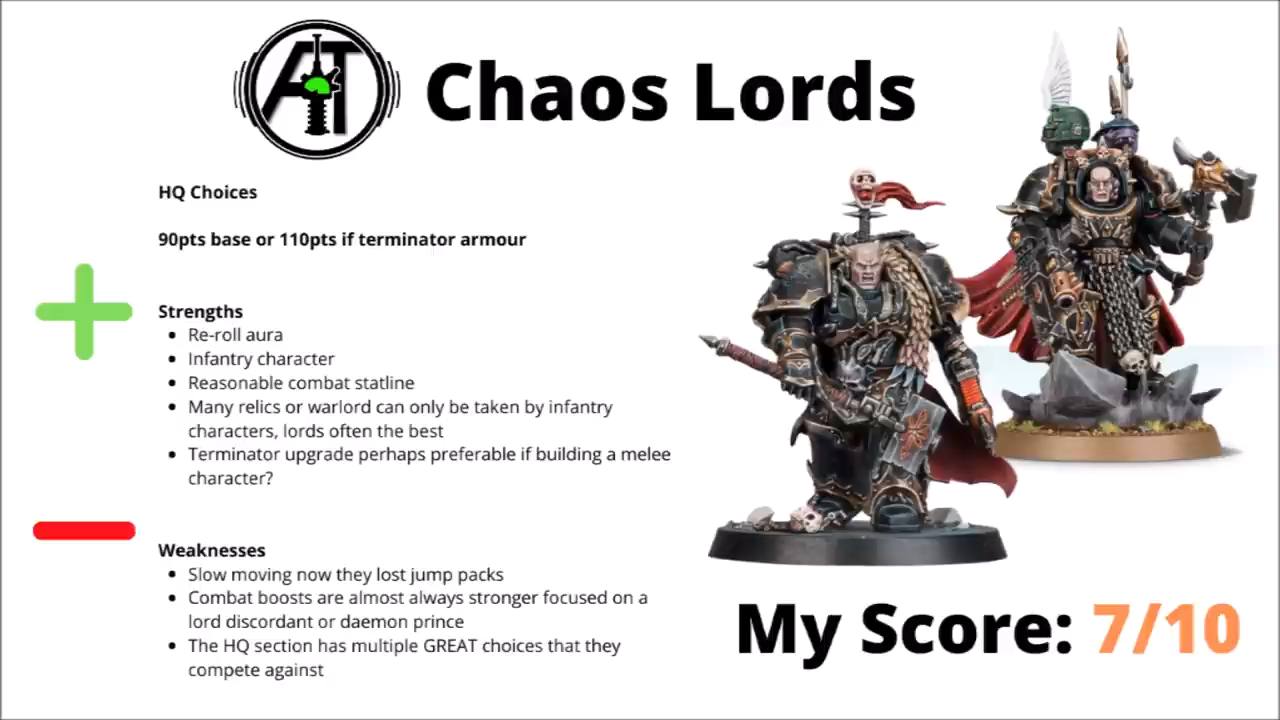 AT
Chaos Lords
HQ Choices
90pts base or 110pts if terminator armour
Strengths
Re-roll aura
Infantry character
Reasonable combat statline
Many relics or warlord can only be taken by infantry
characters, lords often the best
Terminator upgrade perhaps preferable if building a melee
character?
Weaknesses
Slow moving now they lost jump packs
Combat boosts are almost always stronger focused on a
lord discordant or daemon prince
The HQ section has multiple GREAT choices that they
compete against
My Score: 7/10